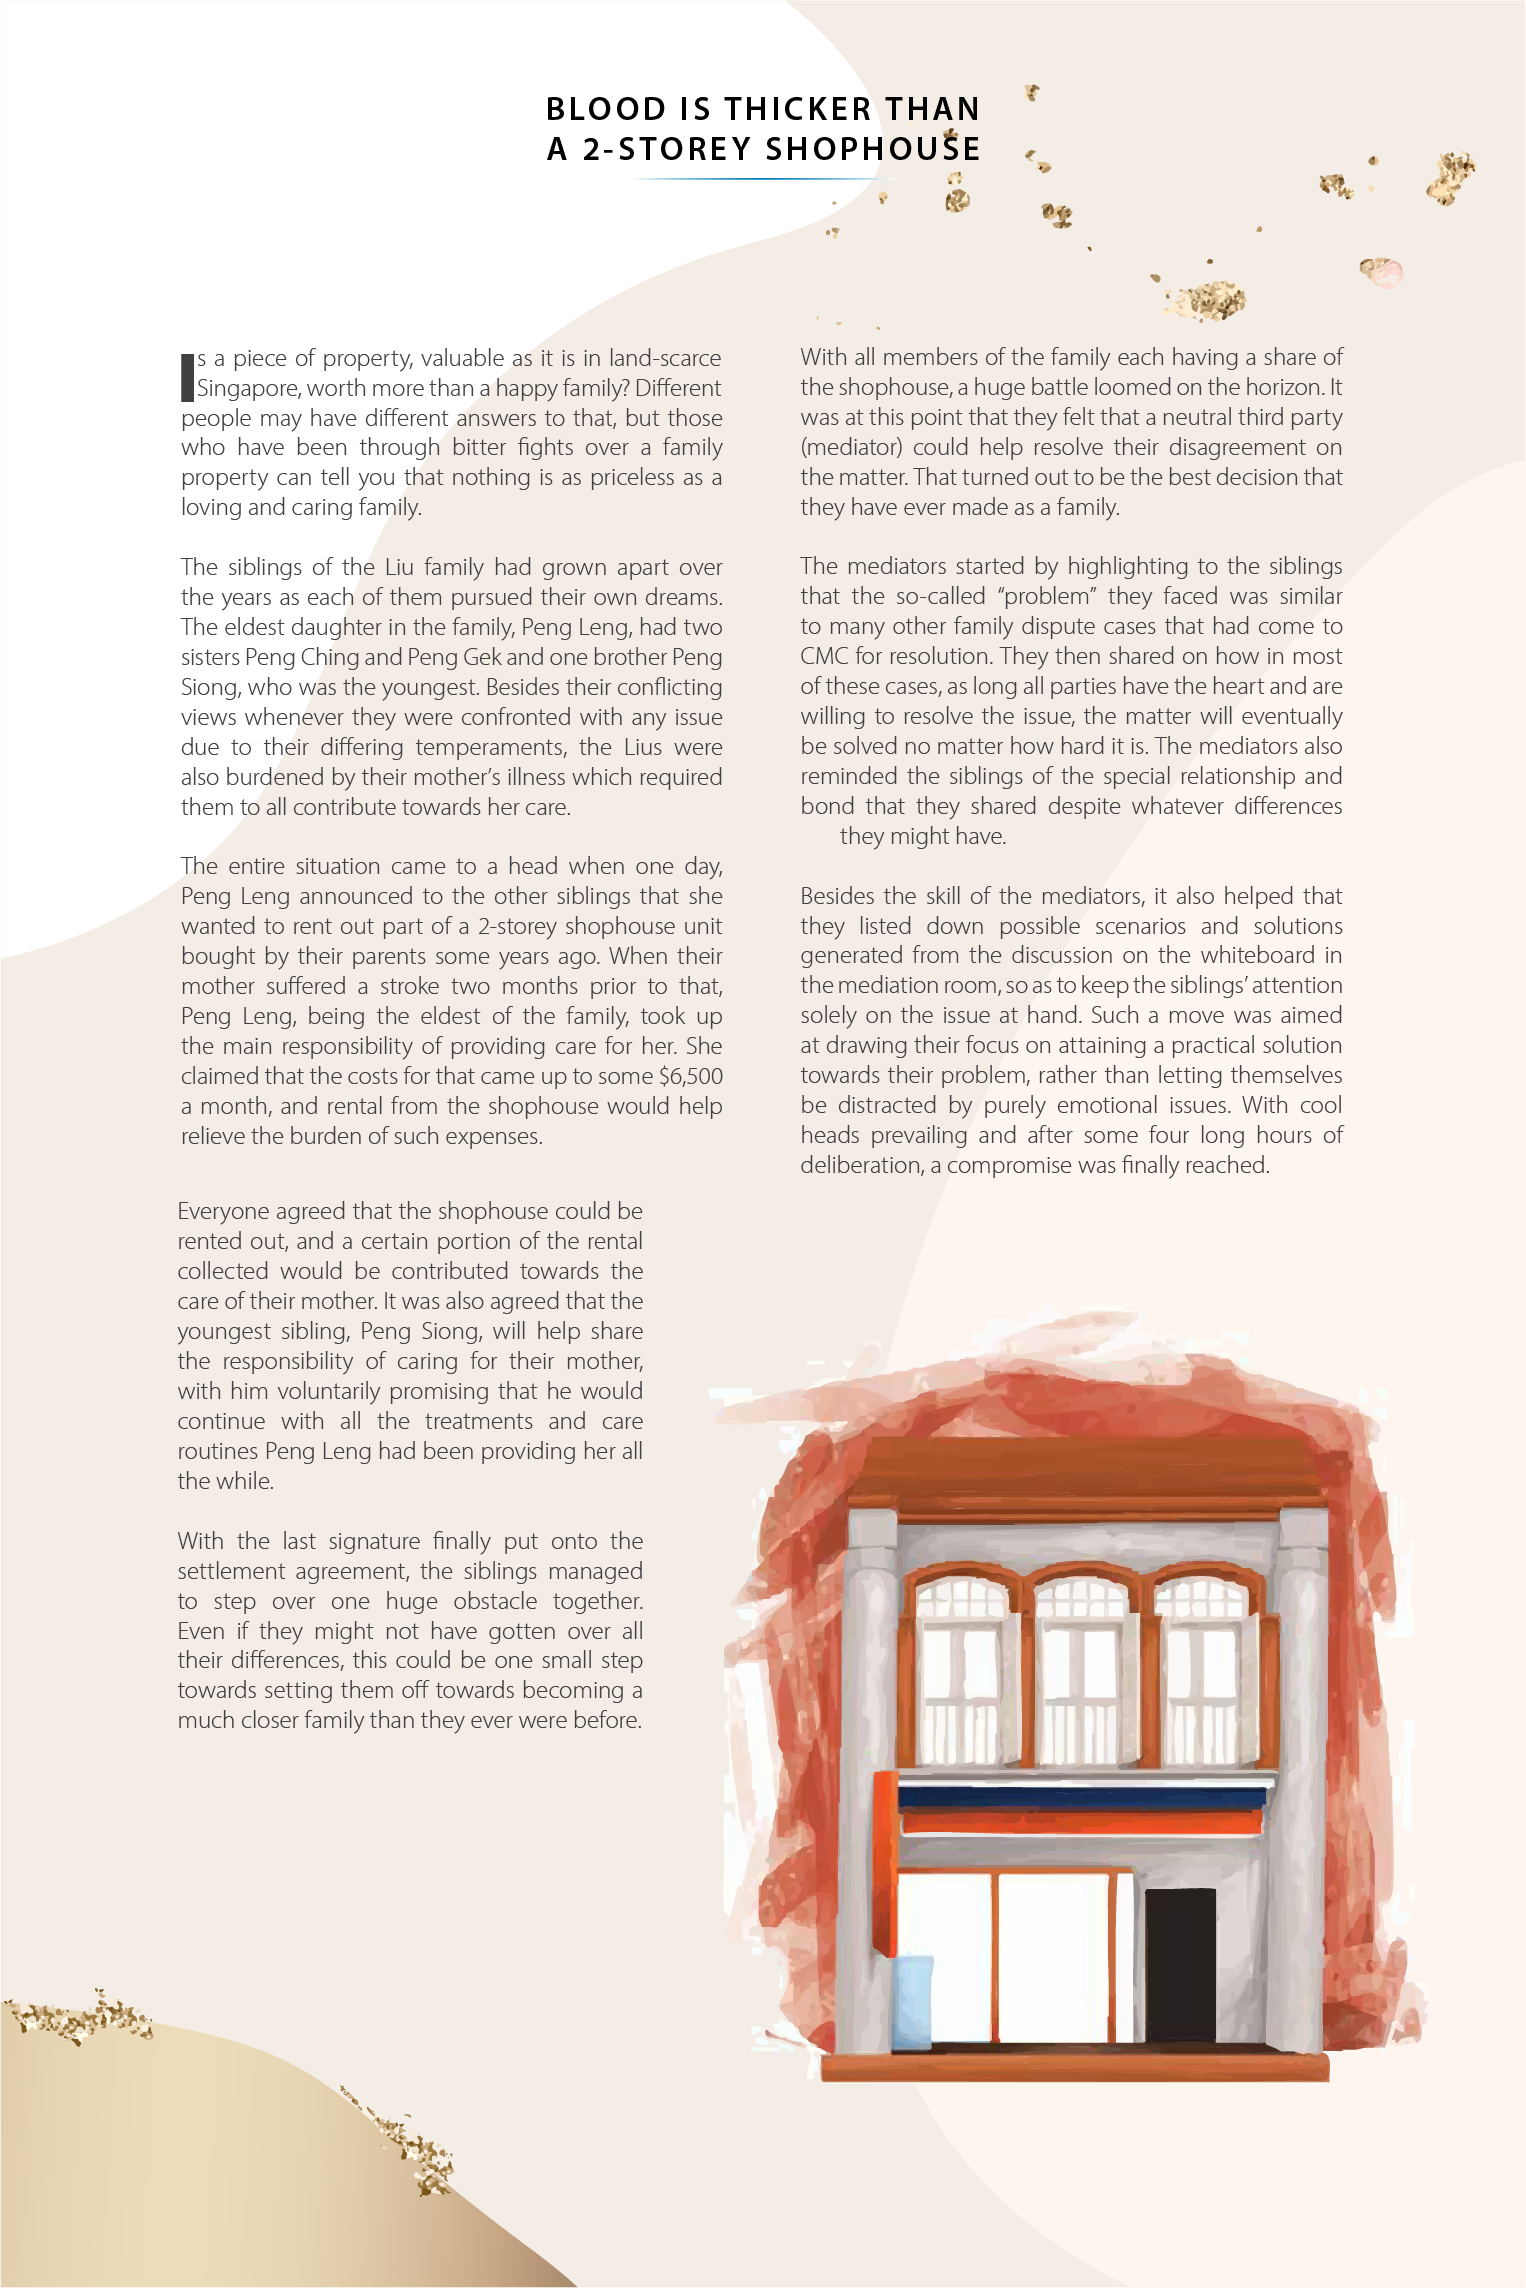 BLOOD IS THICKER THAN
A 2-STOREY SHOPHOUSE
Is a piece of property, valuable as it is in land-scarce
Singapore, worth more than a happy family? Different
people may have different answers to that, but those
who have been through bitter fights over a family
property can tell you that nothing is as priceless as a
loving and caring family.
The siblings of the Liu family had grown apart over
the years as each of them pursued their own dreams.
The eldest daughter in the family, Peng Leng, had two
sisters Peng Ching and Peng Gek and one brother Peng
Siong, who was the youngest. Besides their conflicting
views whenever they were confronted with any issue
due to their differing temperaments, the Lius were
also burdened by their mother’s illness which required
them to all contribute towards her care.
The entire situation came to a head when one day,
Peng Leng announced to the other siblings that she
wanted to rent out part of a 2-storey shophouse unit
bought by their parents some years ago. When their
mother suffered a stroke two months prior to that,
Peng Leng, being the eldest of the family, took up
the main responsibility of providing care for her. She
claimed that the costs for that came up to some $6,500
a month, and rental from the shophouse would help
relieve the burden of such expenses.
With all members of the family each having a share of
the shophouse, a huge battle loomed on the horizon. It
was at this point that they felt that a neutral third party
(mediator) could help resolve their disagreement on
the matter. That turned out to be the best decision that
they have ever made as a family.
The mediators started by highlighting to the siblings
that the so-called “problem” they faced was similar
to many other family dispute cases that had come to
CMC for resolution. They then shared on how in most
of these cases, as long all parties have the heart and are
willing to resolve the issue, the matter will eventually
be solved no matter how hard it is. The mediators also
reminded the siblings of the special relationship and
bond that they shared despite whatever differences
they might have.
Besides the skill of the mediators, it also helped that
they listed down possible scenarios and solutions
generated from the discussion on the whiteboard in
the mediation room, so as to keep the siblings’ attention
solely on the issue at hand. Such a move was aimed
at drawing their focus on attaining a practical solution
towards their problem, rather than letting themselves
be distracted by purely emotional issues. With cool
heads prevailing and after some four long hours of
deliberation, a compromise was finally reached.
Everyone agreed that the shophouse could be
rented out, and a certain portion of the rental
collected would be contributed towards the
care of their mother. It was also agreed that the
youngest sibling, Peng Siong, will help share
the responsibility of caring for their mother,
with him voluntarily promising that he would
continue with all the treatments and care
routines Peng Leng had been providing her all
the while.
With the last signature finally put onto the
settlement agreement, the siblings managed
to step over one huge obstacle together.
Even if they might not have gotten over all
their differences, this could be one small step
towards setting them off towards becoming a
much closer family than they ever were before.